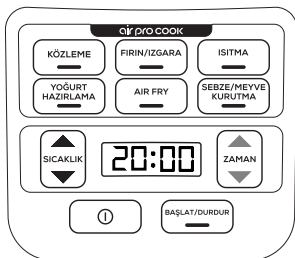 air pro cook
KÖZLEME
FIRIN/IZGARA
ISITMA
YOĞURT
HAZIRLAMA
AIR FRY
SEBZE/MEYVE
KURUTMA
SICAKLIK
20:00
ZAMAN
BAŞLAT/DURDUR